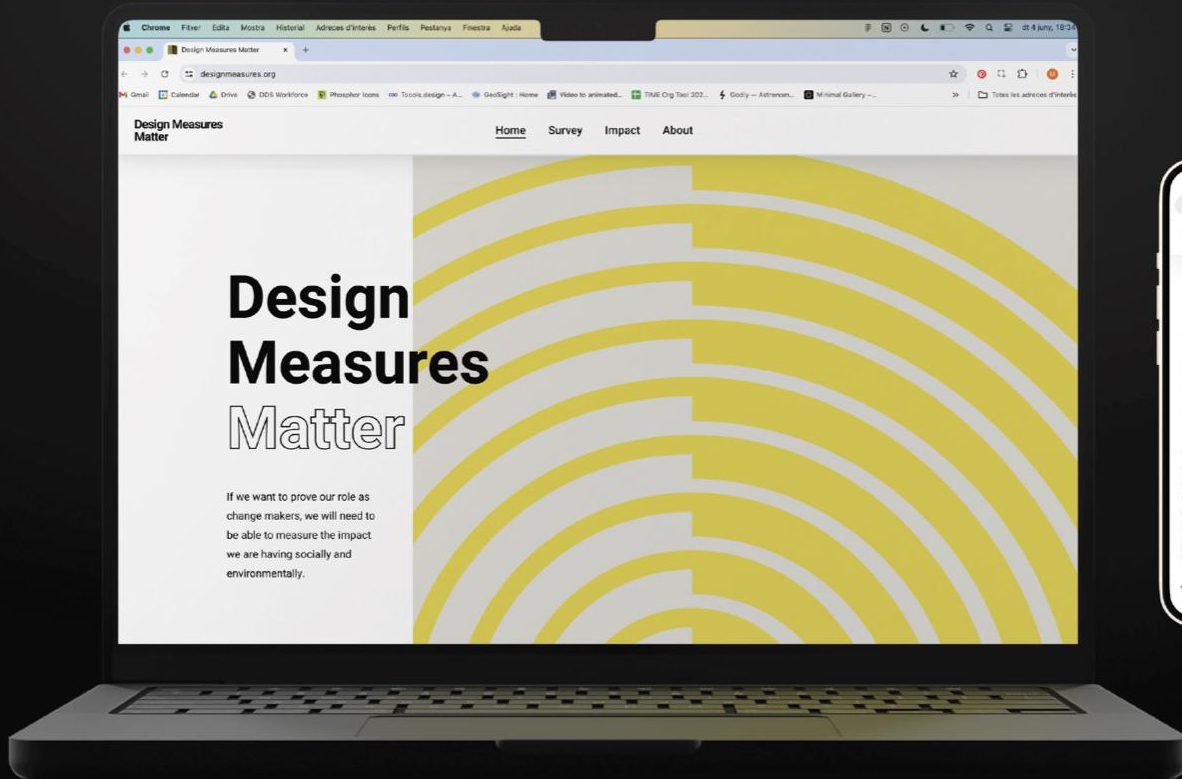 Chrome Fitxer Edita Mostra Historial Adreces d'interès Perfils Pestanya Finestra Ajuda dt 4 juny, 18:34
Design Measures Matter
designmeasures.org
Gmail Calendar Drive DDS Workforce Phosphor Icons Toools.design – A... GeoSight : Home Video to animated... TIME Org Tool 202... Godly — Astronom... Minimal Gallery –... » Totes les adreces d'interès
Design Measures
Matter
Home Survey Impact About
Design
Measures
Matter
If we want to prove our role as
change makers, we will need to
be able to measure the impact
we are having socially and
environmentally.